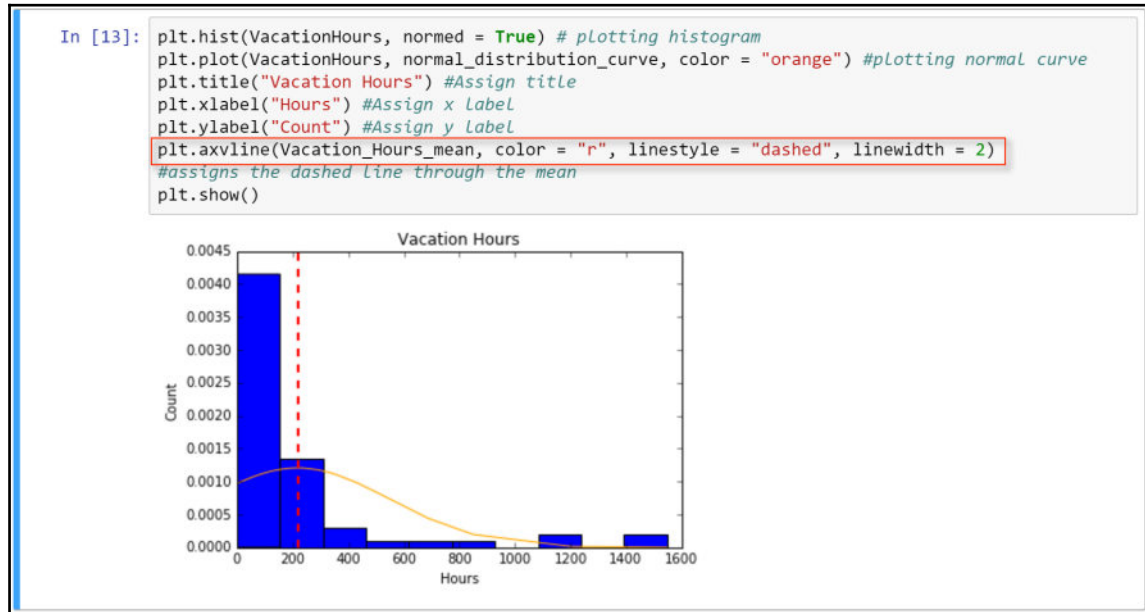 In [13]: plt.hist(VacationHours, normed = True) # plotting histogram
plt.plot(VacationHours, normal_distribution_curve, color = "orange") #plotting normal curve
plt.title("Vacation Hours") #Assign title
plt.xlabel("Hours") #Assign x label
plt.ylabel("Count") #Assign y label
plt.axvline(Vacation_Hours_mean, color = "r", linestyle = "dashed", linewidth = 2)
#assigns the dashed line through the mean
plt.show()
Vacation Hours
0.0045
0.0040
0.0035
0.0030
0.0025
0.0020
0.0015
0.0010
0.0005
0.0000
Count
0 200 400 600 800 1000 1200 1400 1600
Hours